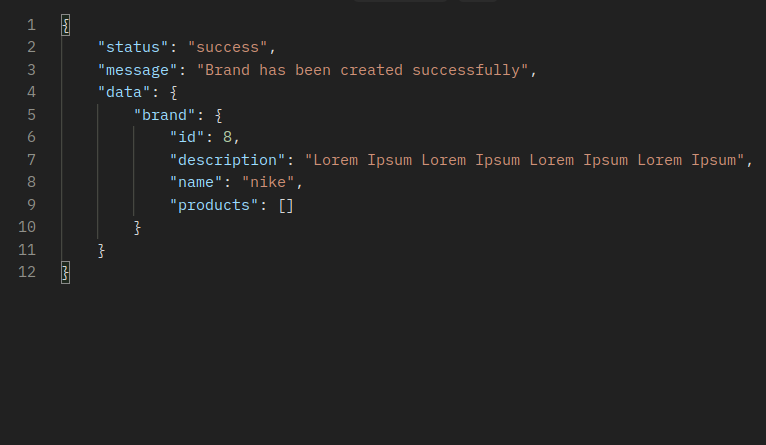 1 {
2     "status": "success",
3     "message": "Brand has been created successfully",
4     "data": {
5         "brand": {
6             "id": 8,
7             "description": "Lorem Ipsum Lorem Ipsum Lorem Ipsum Lorem Ipsum",
8             "name": "nike",
9             "products": []
10         }
11     }
12 }